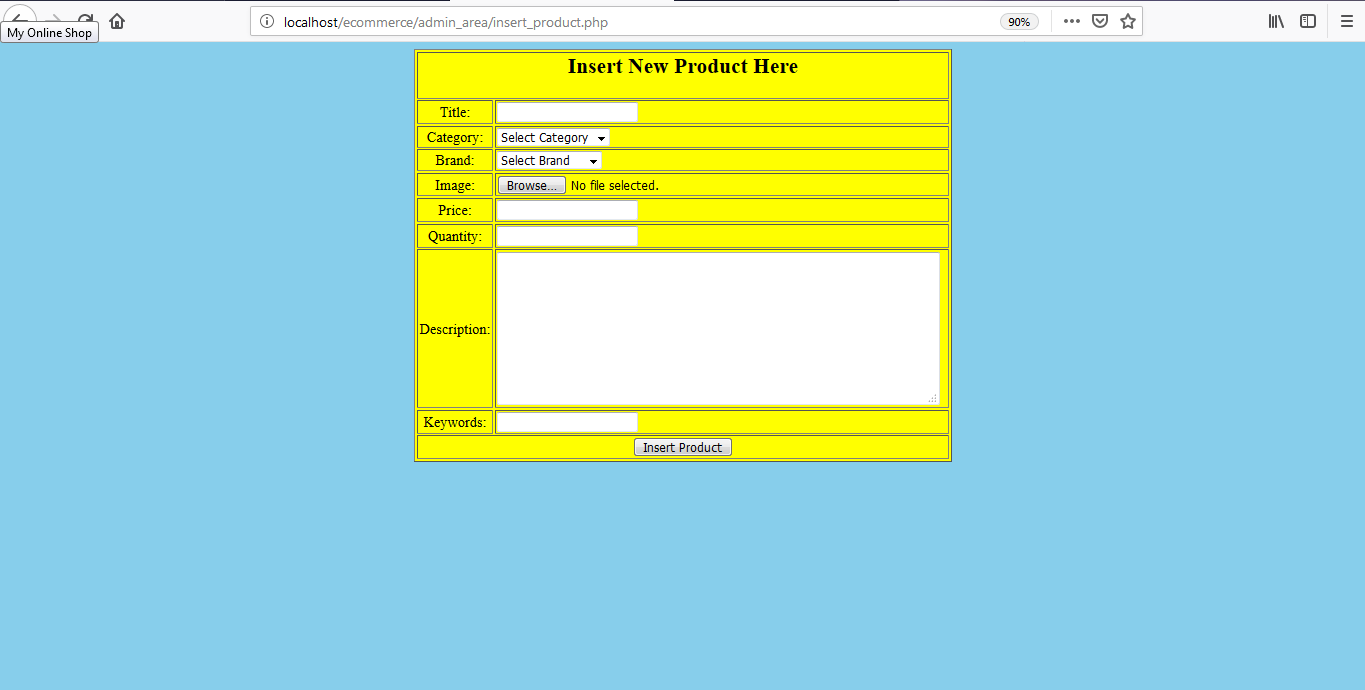 localhost/ecommerce/admin_area/insert_product.php
90%
My Online Shop
Insert New Product Here
Title:
Category: Select Category
Brand: Select Brand
Image: Browse... No file selected.
Price:
Quantity:
Description:
Keywords:
Insert Product